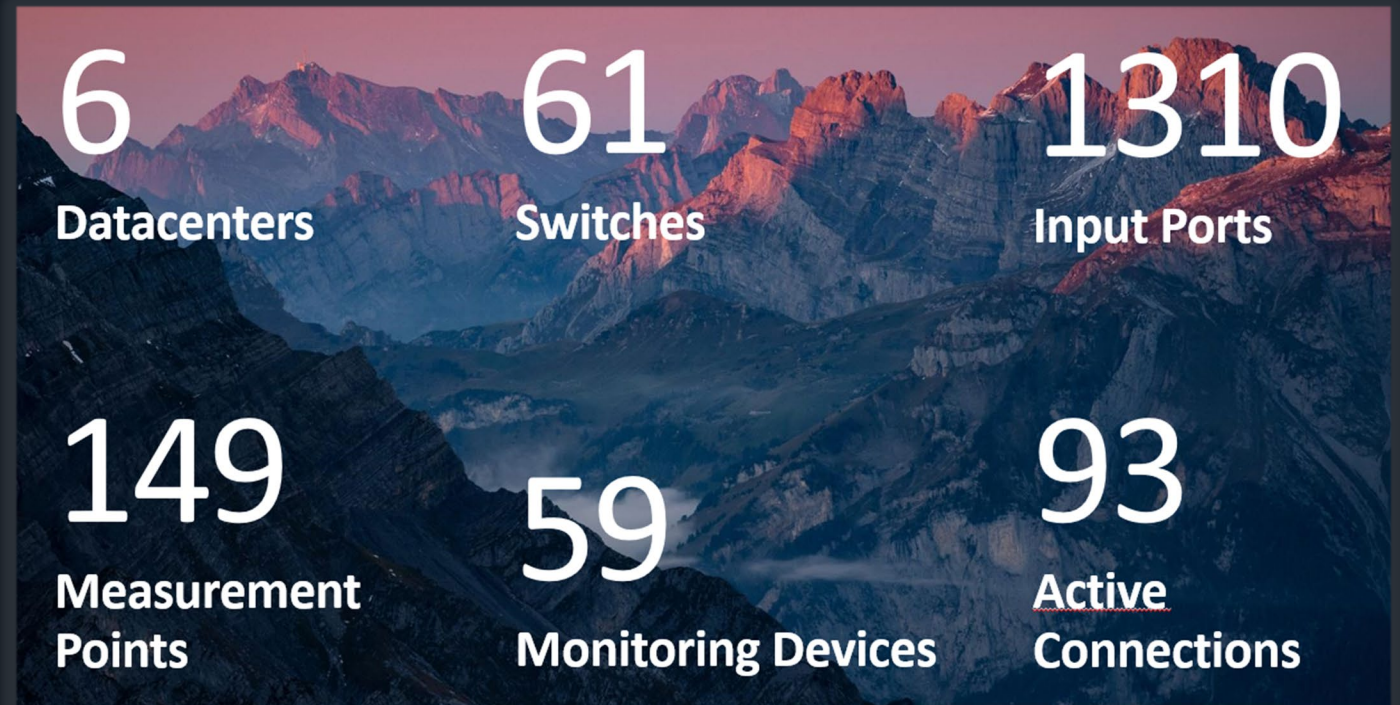 6
Datacenters
61
Switches
1310
Input Ports
149
Measurement
Points
59
Monitoring Devices
93
Active
Connections